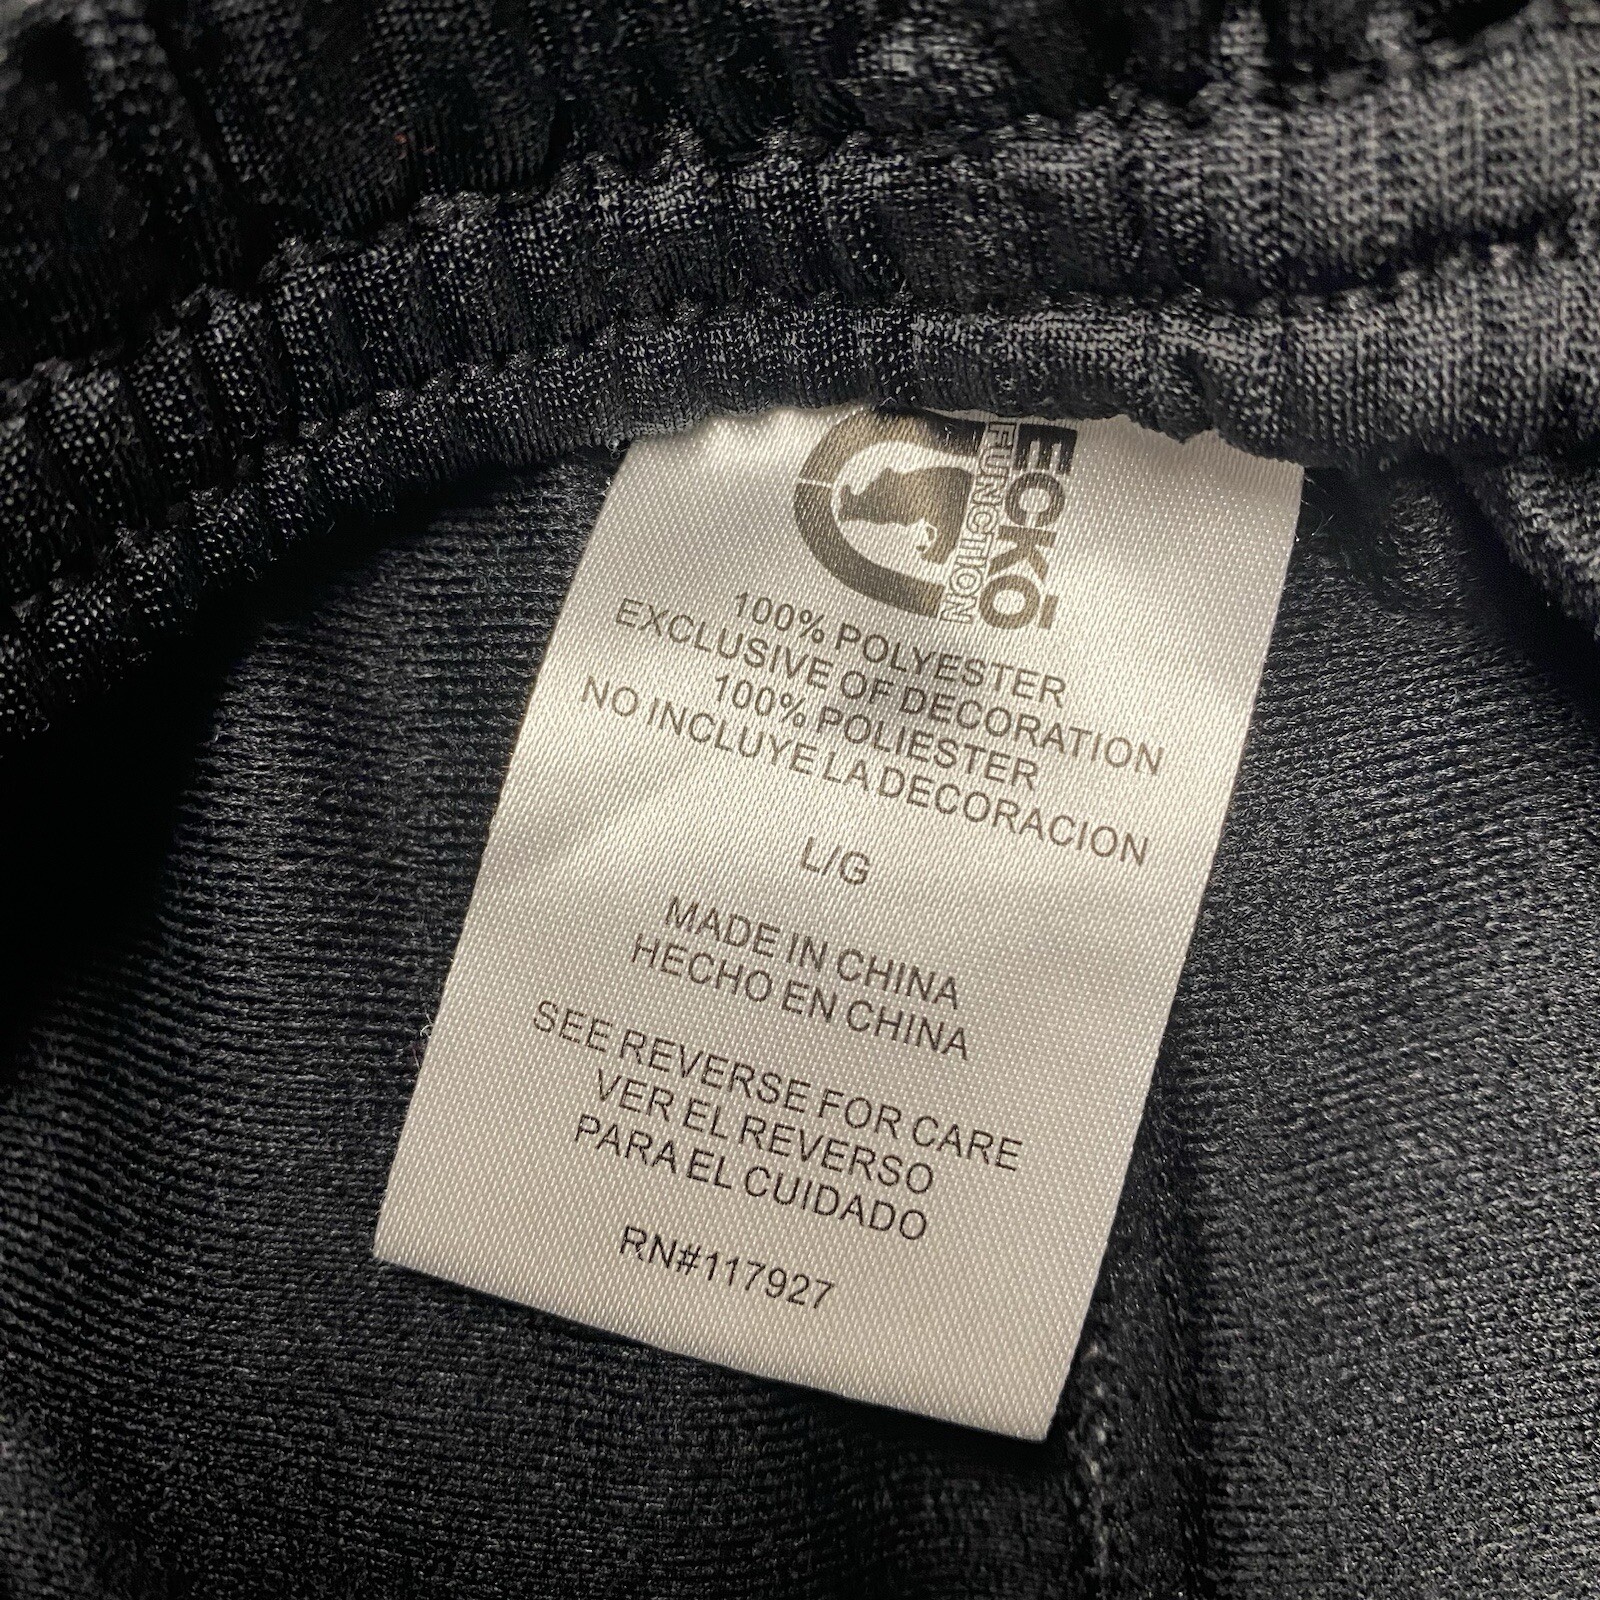 ECKŌ
FUNCTION
100% POLYESTER
EXCLUSIVE OF DECORATION
100% POLIESTER
NO INCLUYE LA DECORACION
L/G
MADE IN CHINA
HECHO EN CHINA
SEE REVERSE FOR CARE
VER EL REVERSO
PARA EL CUIDADO
RN#117927